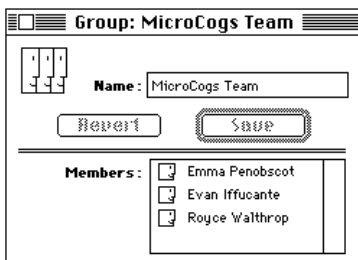 Group: MicroCogs Team
Name: MicroCogs Team
Revert Save
Members: Emma Penobscot
Evan Iffucante
Royce Walthrop